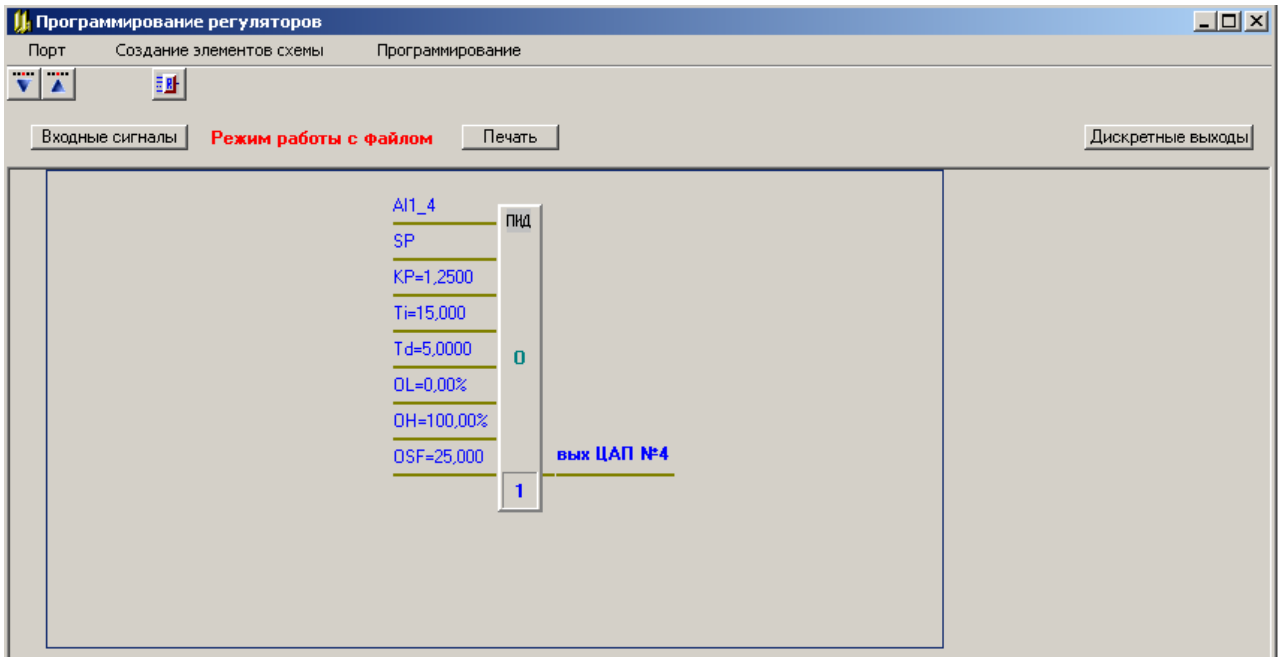 Программирование регуляторов
Порт Создание элементов схемы Программирование
Входные сигналы Режим работы с файлом Печать Дискретные выходы
AI1_4
ПИД
SP
KP=1,2500
Ti=15,000
Td=5,0000
0
OL=0,00%
OH=100,00%
OSF=25,000 вых ЦАП №4
1